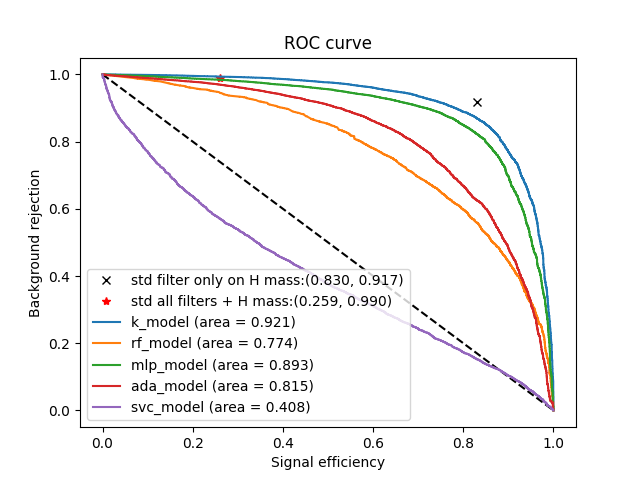 ROC curve
Background rejection
1.0
0.8
0.6
0.4
0.2
0.0
std filter only on H mass:(0.830, 0.917)
std all filters + H mass:(0.259, 0.990)
k_model (area = 0.921)
rf_model (area = 0.774)
mlp_model (area = 0.893)
ada_model (area = 0.815)
svc_model (area = 0.408)
0.0 0.2 0.4 0.6 0.8 1.0
Signal efficiency